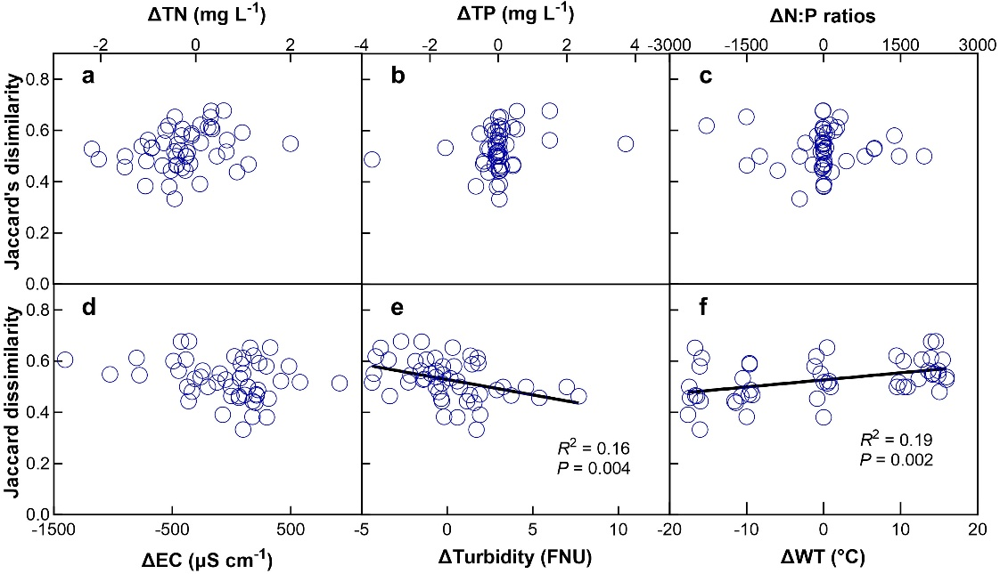 ΔTN (mg L⁻¹) ΔTP (mg L⁻¹) ΔN:P ratios
-2 0 2 -4 -2 0 2 4 -3000 -1500 0 1500 3000
Jaccard's disimilarity
0.8 a b c
0.6
0.4
0.2
0.0
Jaccard dissimilarity
0.8 d e f
0.6
0.4
0.2
R² = 0.16 R² = 0.19
P = 0.004 P = 0.002
0.0
-1500 -500 500 -5 0 5 10 -20 -10 0 10 20
ΔEC (µS cm⁻¹) ΔTurbidity (FNU) ΔWT (°C)